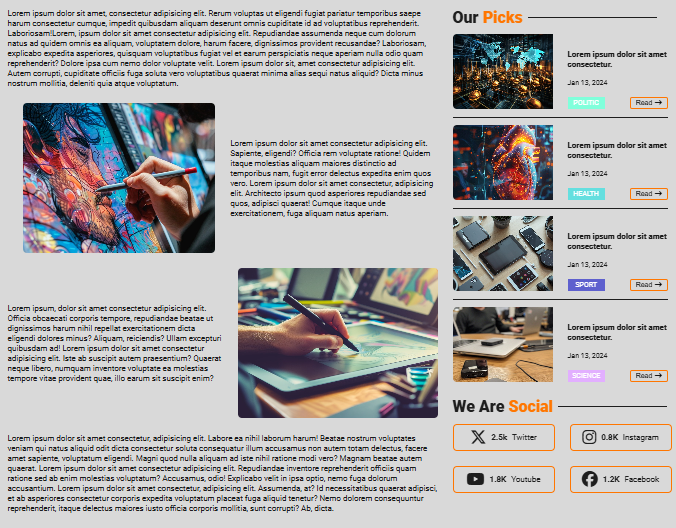 Lorem ipsum dolor sit amet, consectetur adipisicing elit. Rerum voluptas ut eligendi fugiat pariatur temporibus saepe
harum consectetur cumque, impedit quibusdam aliquam deserunt omnis cupiditate id ad voluptatibus reprehenderit.
Laboriosam!Lorem, ipsum dolor sit amet consectetur adipisicing elit. Repudiandae assumenda neque cum dolorum
natus ad quidem omnis ea aliquam, voluptatem dolore, harum facere, dignissimos provident recusandae? Laboriosam,
explicabo expedita asperiores, quisquam voluptatibus fugiat vel et earum perspiciatis neque aperiam nulla odio quam
reprehenderit? Dolore ipsa cum nemo dolor voluptate velit. Lorem ipsum dolor sit, amet consectetur adipisicing elit.
Autem corrupti, cupiditate officiis fuga soluta vero voluptatibus quaerat minima alias sequi natus aliquid? Dicta minus
nostrum mollitia, deleniti quia atque voluptatum.
Lorem ipsum dolor sit amet consectetur adipisicing elit.
Sapiente, eligendi? Officia rem voluptate ratione! Quidem
itaque molestias aliquam maiores distinctio ad
temporibus nam, fugit error delectus expedita enim quos
vero. Lorem ipsum dolor sit amet consectetur, adipisicing
elit. Architecto ipsum quod asperiores repudiandae sed
quos, adipisci quaerat! Cumque itaque unde
exercitationem, fuga aliquam natus aperiam.
Lorem ipsum, dolor sit amet consectetur adipisicing elit.
Officia obcaecati corporis tempore, repudiandae beatae ut
dignissimos harum nihil repellat exercitationem dicta
eligendi dolores minus? Aliquam, reiciendis? Ullam excepturi
quibusdam ad! Lorem ipsum dolor sit amet consectetur
adipisicing elit. Iste ab suscipit autem praesentium? Quaerat
neque libero, numquam inventore voluptate ea molestias
tempore vitae provident quae, illo earum sit suscipit enim?
Lorem ipsum dolor sit amet consectetur, adipisicing elit. Labore ea nihil laborum harum! Beatae nostrum voluptates
veniam qui natus aliquid odit dicta consectetur soluta consequatur illum accusamus non autem totam delectus, facere
amet sapiente, voluptatum eligendi. Magni quod nulla aliquam ad iste nihil ratione modi vero? Magnam beatae autem
quaerat. Lorem ipsum dolor sit amet consectetur adipisicing elit. Repudiandae inventore reprehenderit officiis quam
ratione sed ab enim molestias voluptatum? Accusamus, odio! Explicabo velit in ipsa optio, nemo fuga dolorum
accusantium. Lorem ipsum dolor sit amet consectetur, adipisicing elit. Assumenda, at? Id necessitatibus quaerat adipisci,
et ab asperiores corporis expedita voluptatum placeat fuga aliquid tenetur? Nemo dolorem consequuntur
reprehenderit, itaque delectus maiores iusto officia corporis mollitia, sunt corrupti? Ab, dicta.
Our Picks
Lorem ipsum dolor sit amet
consectetur.
Jan 13, 2024
POLITIC Read →
Lorem ipsum dolor sit amet
consectetur.
Jan 13, 2024
HEALTH Read →
Lorem ipsum dolor sit amet
consectetur.
Jan 13, 2024
SPORT Read →
Lorem ipsum dolor sit amet
consectetur.
Jan 13, 2024
SCIENCE Read →
We Are Social
2.5k Twitter
0.8K Instagram
1.8K Youtube
1.2K Facebook